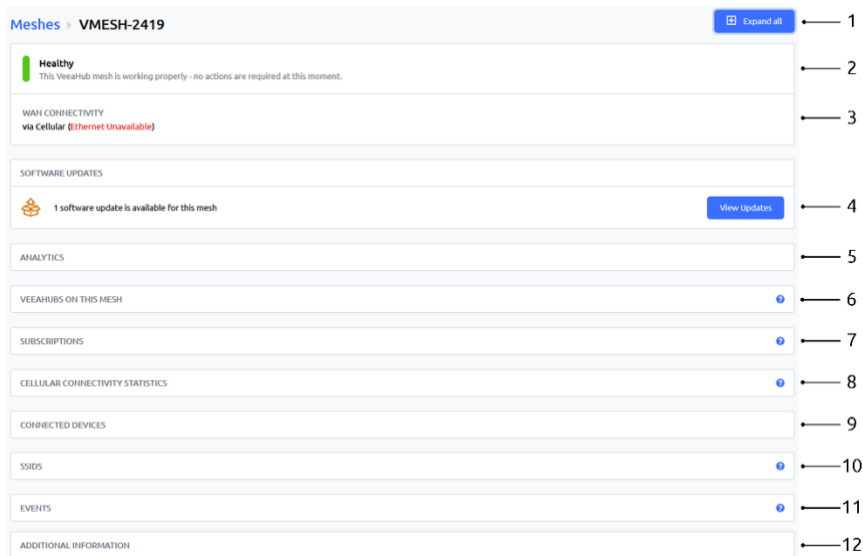 Meshes › VMESH-2419
Expand all
1
Healthy
This VeeaHub mesh is working properly - no actions are required at this moment.
2
WAN CONNECTIVITY
via Cellular (Ethernet Unavailable)
3
SOFTWARE UPDATES
1 software update is available for this mesh
View Updates
4
ANALYTICS
5
VEEAHUBS ON THIS MESH
?
6
SUBSCRIPTIONS
?
7
CELLULAR CONNECTIVITY STATISTICS
?
8
CONNECTED DEVICES
9
SSIDS
?
10
EVENTS
?
11
ADDITIONAL INFORMATION
12